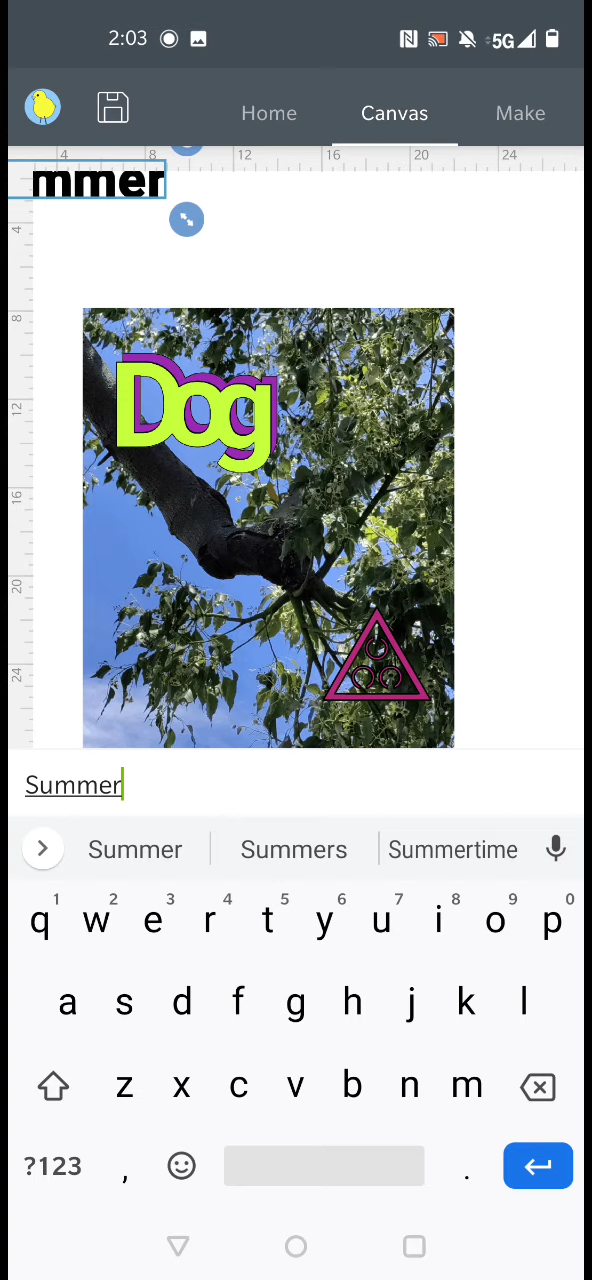 2:03
5G
Home Canvas Make
4 8 12 16 20 24
mmer
4
8
12
16
20
24
Dog
Summer
Summer Summers Summertime
1 2 3 4 5 6 7 8 9 0
q w e r t y u i o p
a s d f g h j k l
z x c v b n m
?123 , .